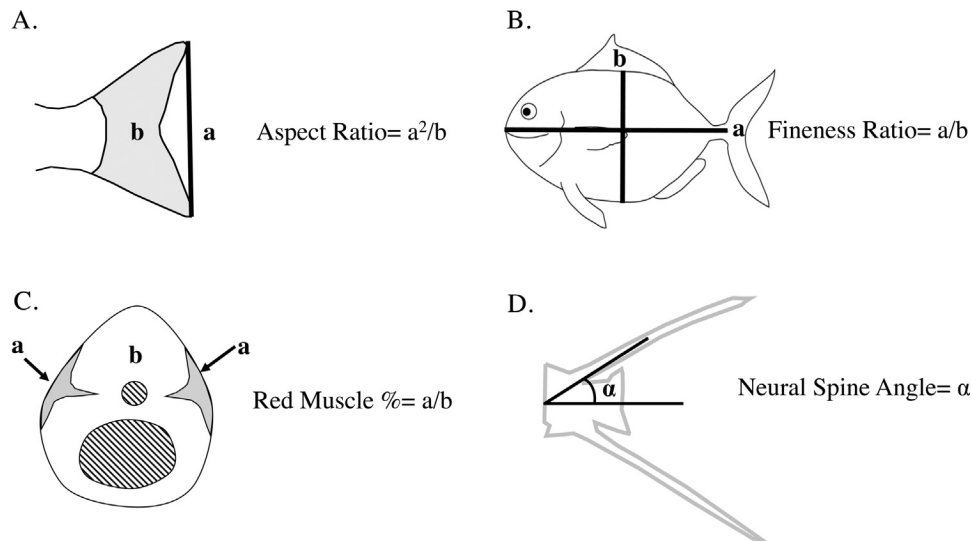 A.
b
a
Aspect Ratio= a²/b
B.
b
a
Fineness Ratio= a/b
C.
a
b
a
Red Muscle %= a/b
D.
α
Neural Spine Angle= α